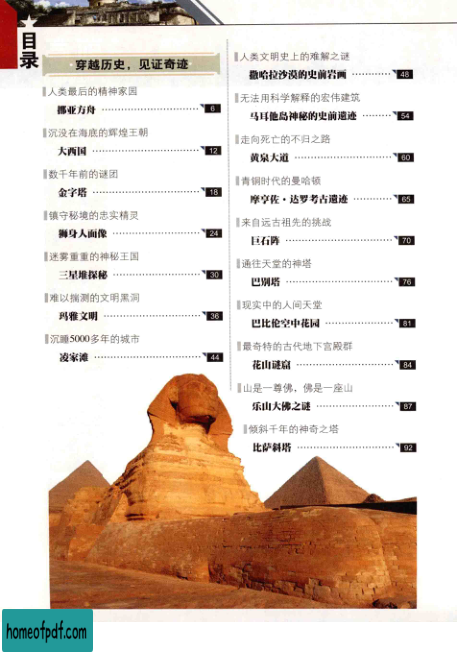 目录
穿越历史，见证奇迹
人类最后的精神家园
挪亚方舟 6
沉没在海底的辉煌王朝
大西国 12
数千年前的谜团
金字塔 18
镇守秘境的忠实精灵
狮身人面像 24
迷雾重重的神秘王国
三星堆探秘 30
难以揣测的文明黑洞
玛雅文明 36
沉睡5000多年的城市
凌家滩 44
人类文明史上的难解之谜
撒哈拉沙漠的史前岩画 48
无法用科学解释的宏伟建筑
马耳他岛神秘的史前遗迹 54
走向死亡的不归之路
黄泉大道 60
青铜时代的曼哈顿
摩亨佐·达罗考古遗迹 65
来自远古祖先的挑战
巨石阵 70
通往天堂的神塔
巴别塔 76
现实中的人间天堂
巴比伦空中花园 81
最奇特的古代地下宫殿群
花山谜窟 84
山是一尊佛，佛是一座山
乐山大佛之谜 87
倾斜千年的神奇之塔
比萨斜塔 92
homeofpdf.com